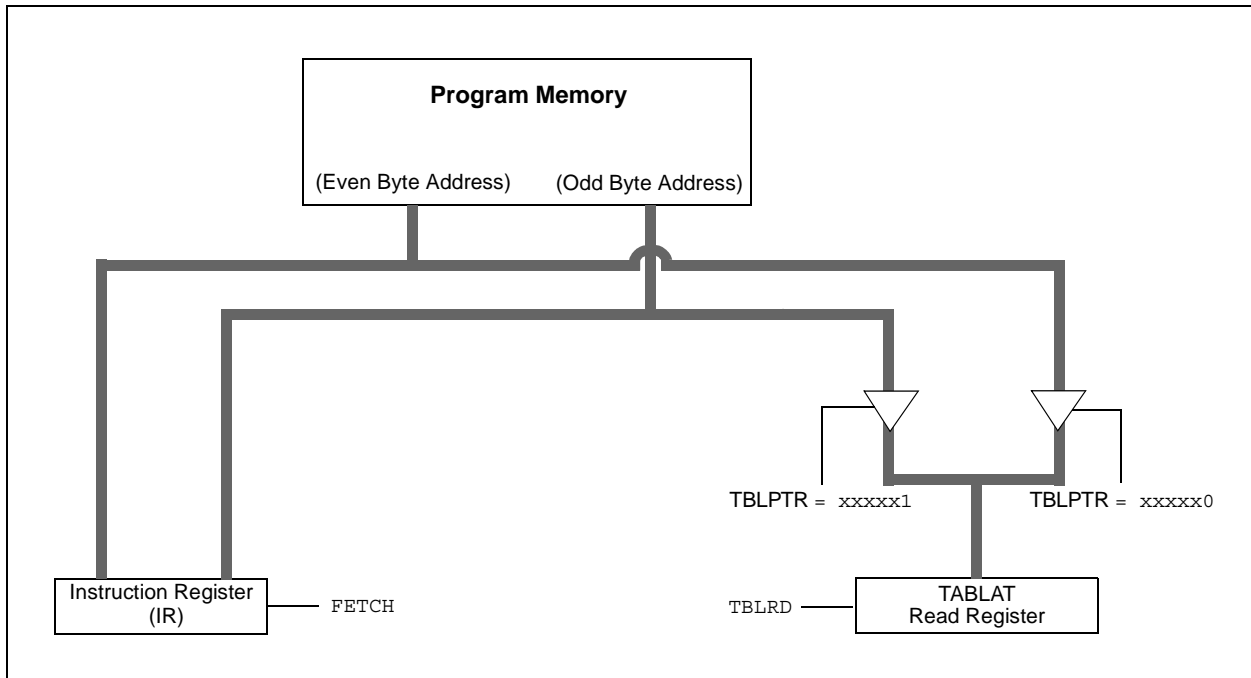 Program Memory
(Even Byte Address) (Odd Byte Address)
TBLPTR = xxxxx1 TBLPTR = xxxxx0
Instruction Register
(IR)
FETCH
TBLRD
TABLAT
Read Register